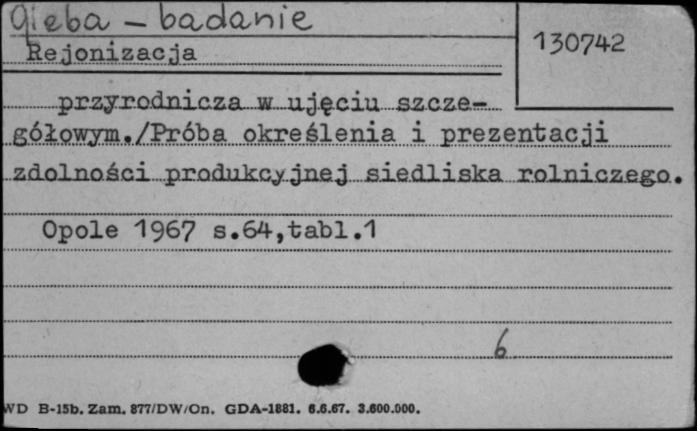 Gleba - badanie
130742
Rejonizacja
przyrodnicza w ujęciu szcze-
gółowym./Próba określenia i prezentacji
zdolności produkcyjnej siedliska rolniczego.
Opole 1967 s.64,tabl.1
6
WD B-15b. Zam. 877/DW/On. GDA-1881. 6.6.67. 3.600.000.